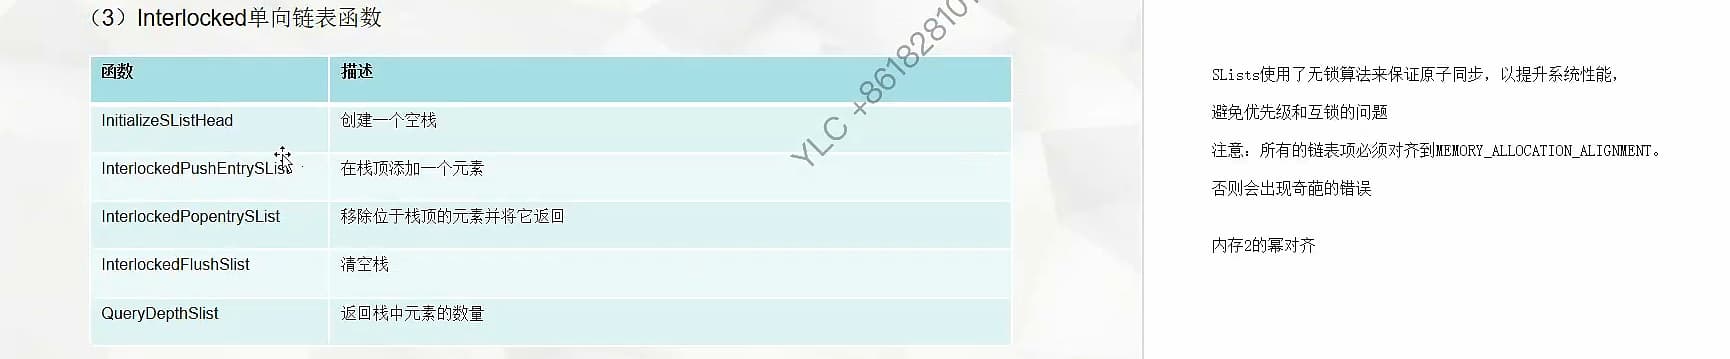 （3）Interlocked单向链表函数
函数 描述
InitializeSListHead 创建一个空栈
InterlockedPushEntrySList 在栈顶添加一个元素
InterlockedPopentrySList 移除位于栈顶的元素并将它返回
InterlockedFlushSlist 清空栈
QueryDepthSlist 返回栈中元素的数量
YLC +861828101
SLists使用了无锁算法来保证原子同步，以提升系统性能，
避免优先级和互锁的问题
注意：所有的链表项必须对齐到MEMORY_ALLOCATION_ALIGNMENT。
否则会出现奇葩的错误
内存2的幂对齐